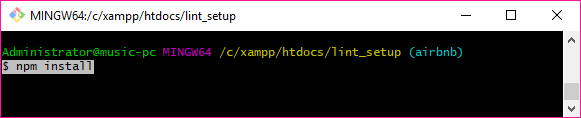 MINGW64:/c/xampp/htdocs/lint_setup
Administrator@music-pc MINGW64 /c/xampp/htdocs/lint_setup (airbnb)
$ npm install